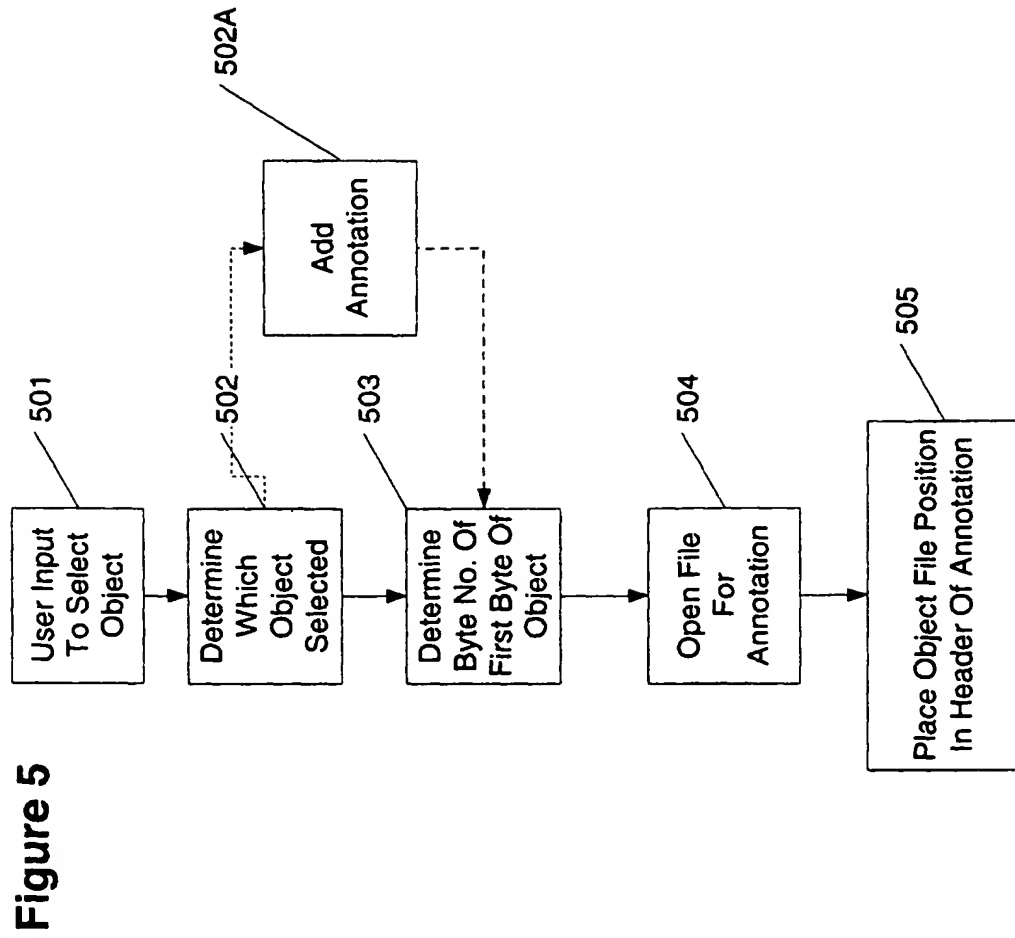 Figure 5
User Input
To Select
Object
501
Determine
Which
Object
Selected
502
Add
Annotation
502A
Determine
Byte No. Of
First Byte Of
Object
503
Open File
For
Annotation
504
Place Object File Position
In Header Of Annotation
505